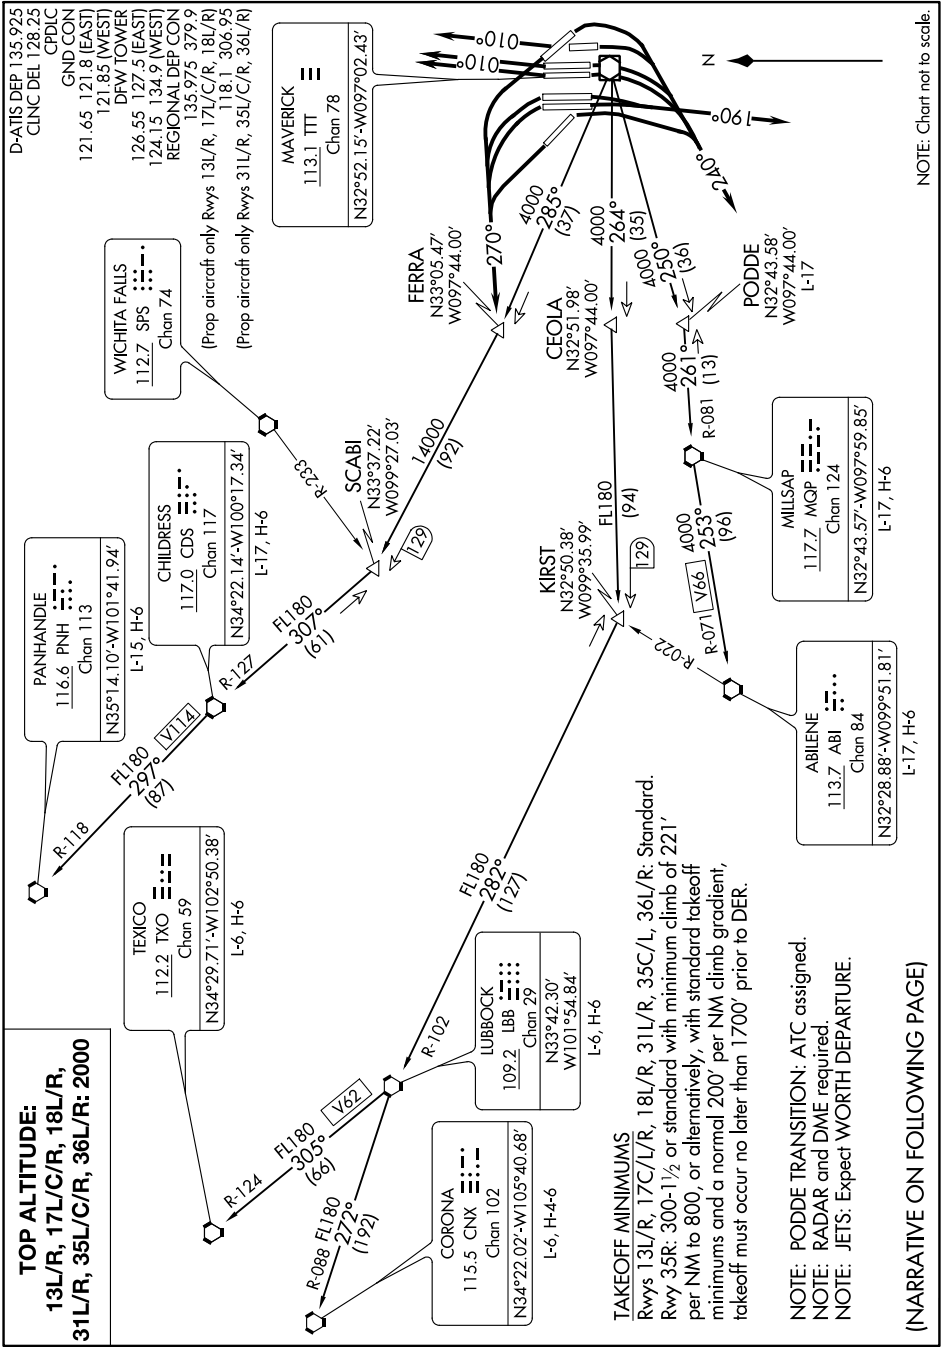 TOP ALTITUDE:
13L/R, 17L/C/R, 18L/R,
31L/R, 35L/C/R, 36L/R: 2000
D-ATIS DEP 135.925
CLNC DEL 128.25
CPDLC
GND CON
121.65 121.8 (EAST)
121.85 (WEST)
DFW TOWER
126.55 127.5 (EAST)
124.15 134.9 (WEST)
REGIONAL DEP CON
135.975 379.9
(Prop aircraft only Rwys 13L/R, 17L/C/R, 18L/R)
118.1 306.95
(Prop aircraft only Rwys 31L/R, 35L/C/R, 36L/R)
PANHANDLE
116.6 PNH
Chan 113
N35°14.10'-W101°41.94'
L-15, H-6
WICHITA FALLS
112.7 SPS
Chan 74
CHILDRESS
117.0 CDS
Chan 117
N34°22.14'-W100°17.34'
L-17, H-6
TEXICO
112.2 TXO
Chan 59
N34°29.71'-W102°50.38'
L-6, H-6
MAVERICK
113.1 TTT
Chan 78
N32°52.15'-W097°02.43'
R-118
FL180
297°
(87)
V114
R-127
FL180
307°
(61)
R-233
SCABI
N33°37.22'
W099°27.03'
129
14000
(92)
FERRA
N33°05.47'
W097°44.00'
270°
4000
285°
(37)
010°
010°
190°
240°
N
R-124
FL180
305°
(66)
V62
R-088
FL180
272°
(192)
R-102
FL180
282°
(127)
KIRST
N32°50.38'
W099°35.99'
129
FL180
(94)
CEOLA
N32°51.98'
W097°44.00'
4000
264°
(35)
4000
250°
(36)
PODDE
N32°43.58'
W097°44.00'
L-17
4000
261°
(13)
R-081
R-022
R-071
V66
4000
253°
(96)
CORONA
115.5 CNX
Chan 102
N34°22.02'-W105°40.68'
L-6, H-4-6
LUBBOCK
109.2 LBB
Chan 29
N33°42.30'
W101°54.84'
L-6, H-6
ABILENE
113.7 ABI
Chan 84
N32°28.88'-W099°51.81'
L-17, H-6
MILLSAP
117.7 MQP
Chan 124
N32°43.57'-W097°59.85'
L-17, H-6
TAKEOFF MINIMUMS
Rwys 13L/R, 17C/L/R, 18L/R, 31L/R, 35C/L, 36L/R: Standard.
Rwy 35R: 300-1½ or standard with minimum climb of 221'
per NM to 800, or alternatively, with standard takeoff
minimums and a normal 200' per NM climb gradient,
takeoff must occur no later than 1700' prior to DER.
NOTE: PODDE TRANSITION: ATC assigned.
NOTE: RADAR and DME required.
NOTE: JETS: Expect WORTH DEPARTURE.
(NARRATIVE ON FOLLOWING PAGE)
NOTE: Chart not to scale.